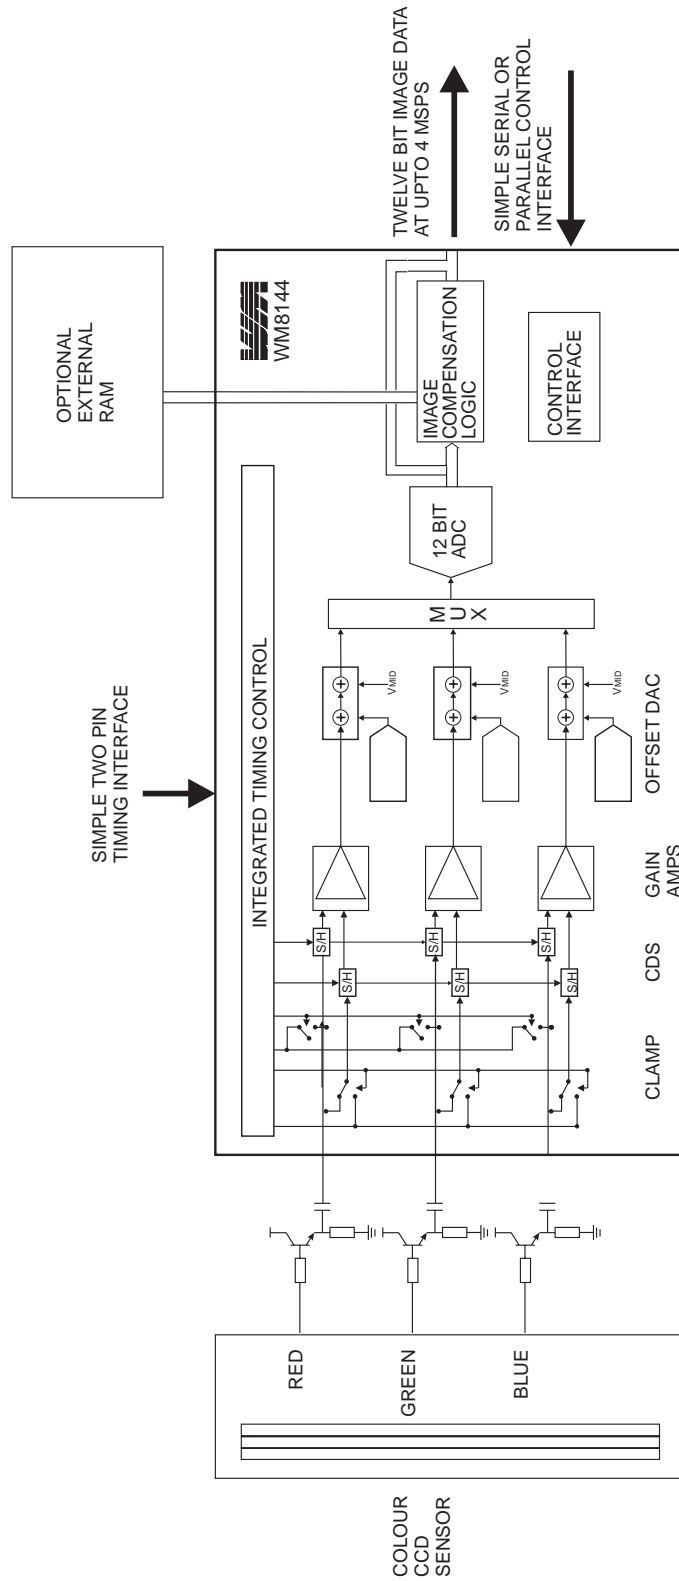 COLOUR
CCD
SENSOR
RED
GREEN
BLUE
SIMPLE TWO PIN
TIMING INTERFACE
INTEGRATED TIMING CONTROL
S/H
S/H
S/H
S/H
S/H
S/H
CLAMP
CDS
GAIN
AMPS
VMID
VMID
VMID
OFFSET DAC
MUX
12 BIT
ADC
OPTIONAL
EXTERNAL
RAM
WM8144
IMAGE
COMPENSATION
LOGIC
CONTROL
INTERFACE
TWELVE BIT IMAGE DATA
AT UPTO 4 MSPS
SIMPLE SERIAL OR
PARALLEL CONTROL
INTERFACE